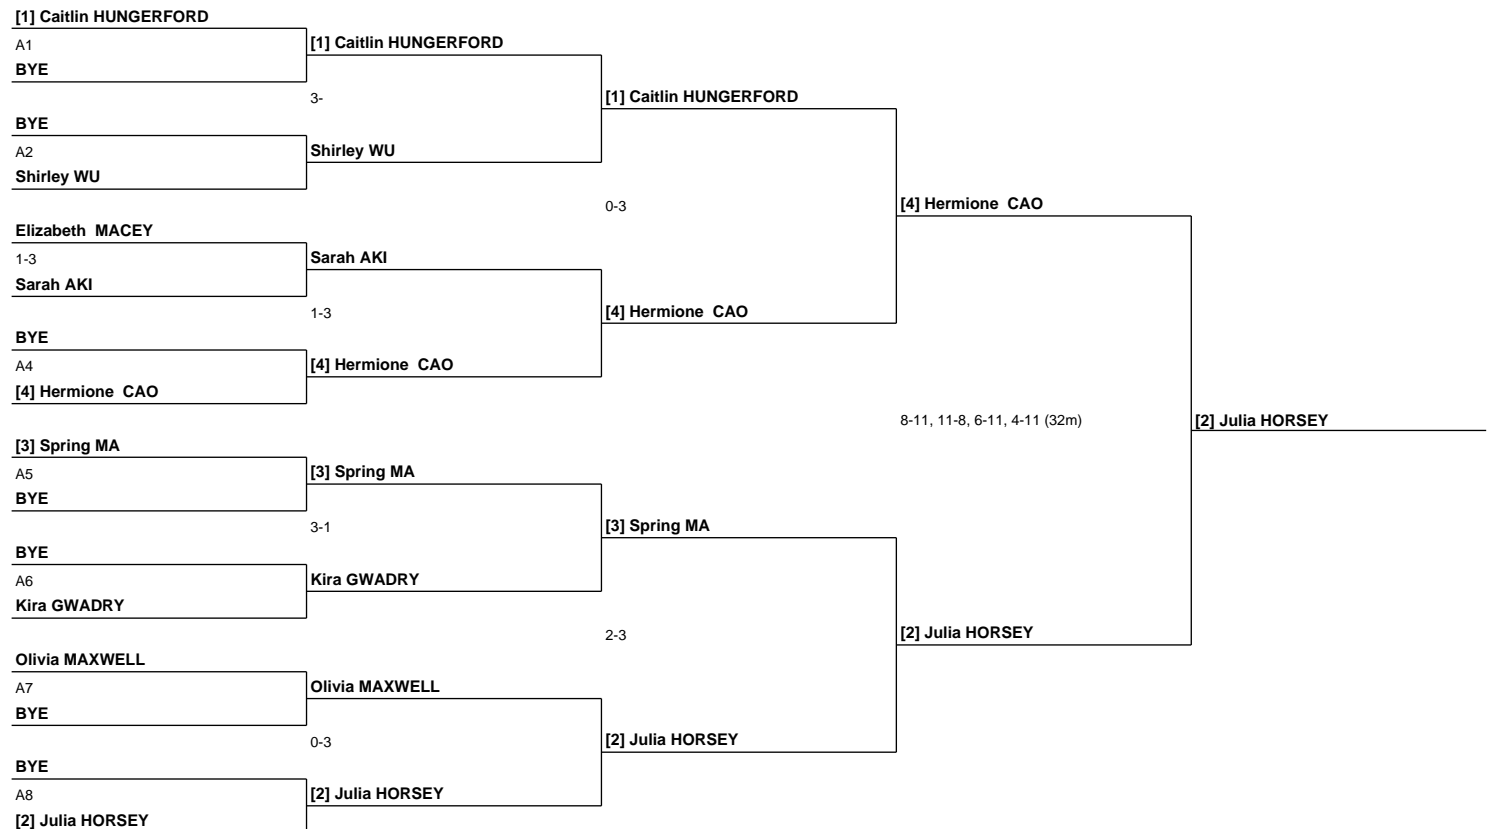 [1] Caitlin HUNGERFORD
A1
BYE
[1] Caitlin HUNGERFORD
3-
BYE
A2
Shirley WU
Shirley WU
[1] Caitlin HUNGERFORD
0-3
Elizabeth  MACEY
1-3
Sarah AKI
Sarah AKI
1-3
BYE
A4
[4] Hermione  CAO
[4] Hermione  CAO
[4] Hermione  CAO
[4] Hermione  CAO
8-11, 11-8, 6-11, 4-11 (32m)
[2] Julia HORSEY
[3] Spring MA
A5
BYE
[3] Spring MA
3-1
BYE
A6
Kira GWADRY
Kira GWADRY
[3] Spring MA
2-3
[2] Julia HORSEY
Olivia MAXWELL
A7
BYE
Olivia MAXWELL
0-3
BYE
A8
[2] Julia HORSEY
[2] Julia HORSEY
[2] Julia HORSEY